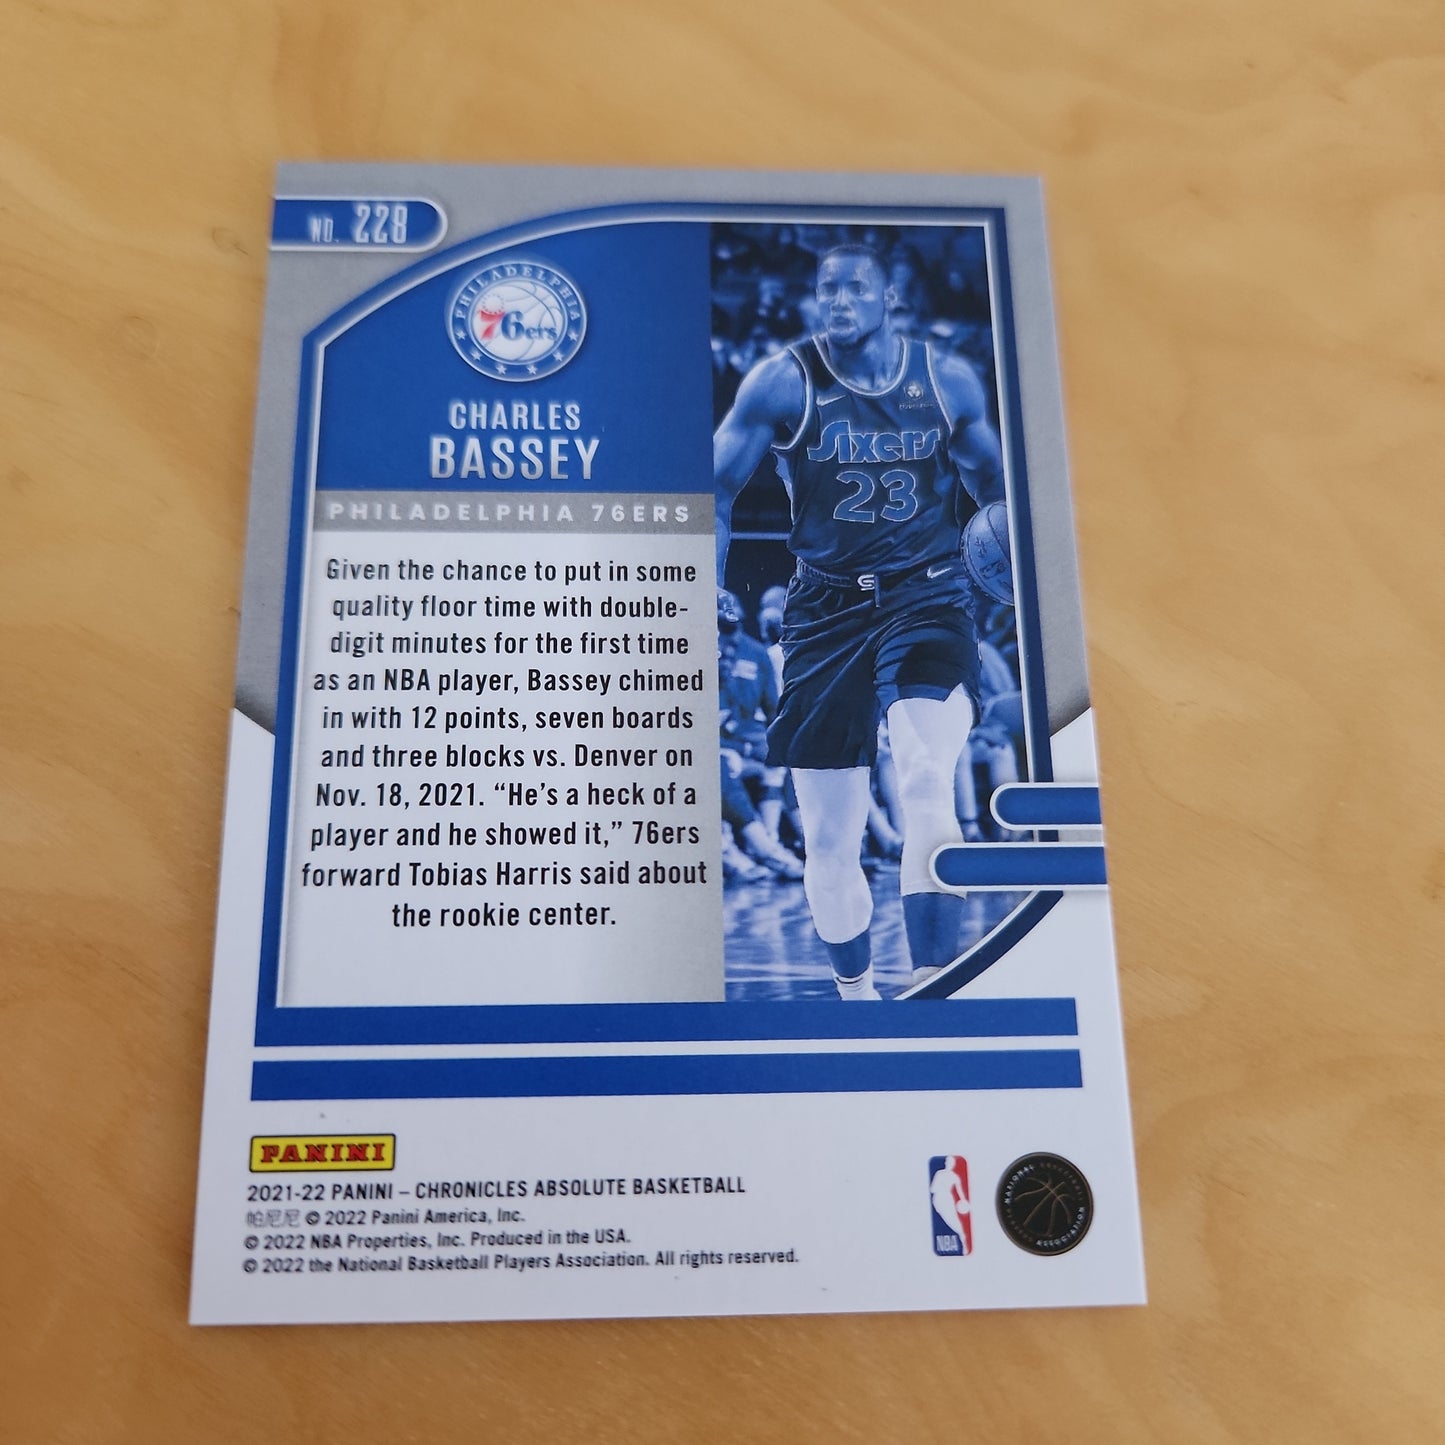 NO. 228
PHILADELPHIA
76ers
CHARLES
BASSEY
PHILADELPHIA 76ERS
Given the chance to put in some
quality floor time with double-
digit minutes for the first time
as an NBA player, Bassey chimed
in with 12 points, seven boards
and three blocks vs. Denver on
Nov. 18, 2021. “He’s a heck of a
player and he showed it,” 76ers
forward Tobias Harris said about
the rookie center.
Sixers
23
PANINI
2021-22 PANINI – CHRONICLES ABSOLUTE BASKETBALL
帕尼尼 © 2022 Panini America, Inc.
© 2022 NBA Properties, Inc. Produced in the USA.
© 2022 the National Basketball Players Association. All rights reserved.
NBA
NATIONAL BASKETBALL PLAYERS ASSOCIATION